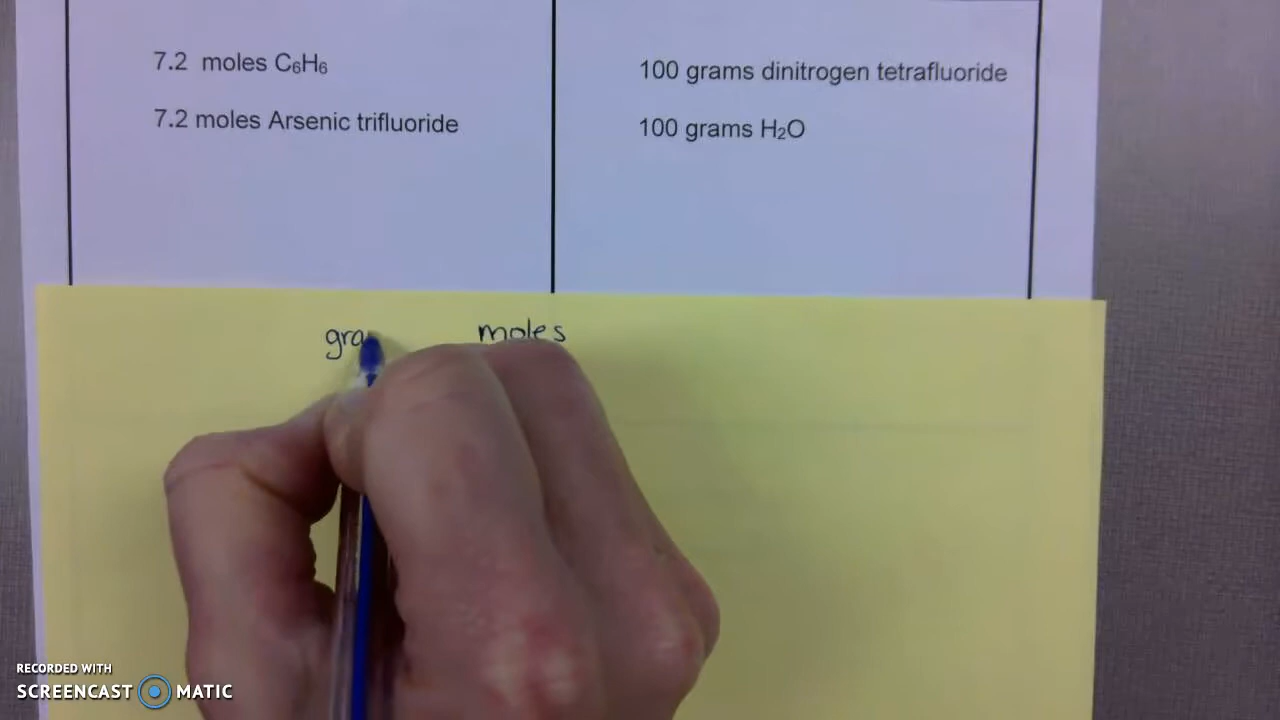 7.2 moles C₆H₆
7.2 moles Arsenic trifluoride
100 grams dinitrogen tetrafluoride
100 grams H₂O
gra moles
RECORDED WITH
SCREENCAST MATIC